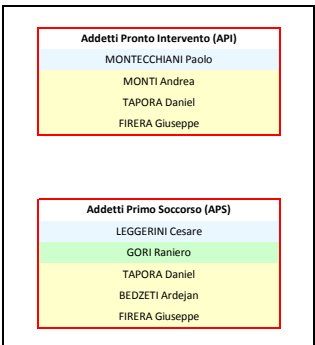 Addetti Pronto Intervento (API)
MONTECCHIANI Paolo
MONTI Andrea
TAPORA Daniel
FIRERA Giuseppe
Addetti Primo Soccorso (APS)
LEGGERINI Cesare
GORI Raniero
TAPORA Daniel
BEDZETI Ardejan
FIRERA Giuseppe